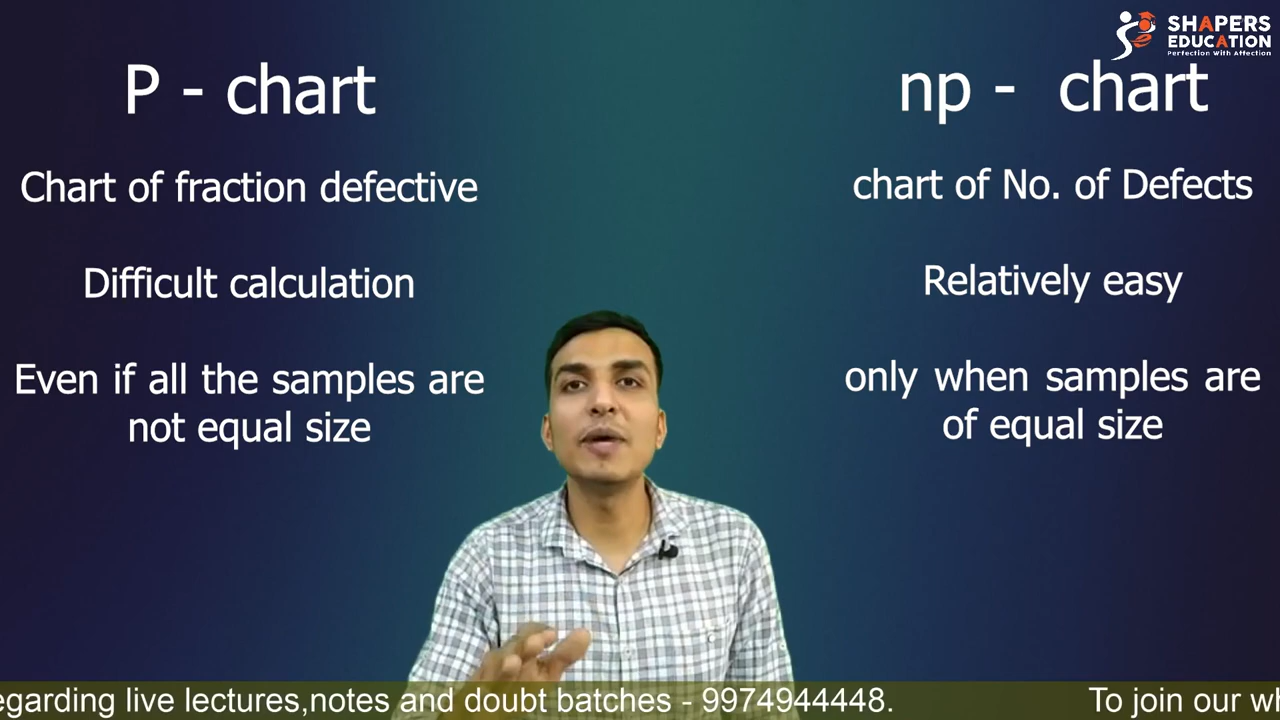 SHAPERS
EDUCATION
Perfection With Affection
P - chart
Chart of fraction defective
Difficult calculation
Even if all the samples are
not equal size
np - chart
chart of No. of Defects
Relatively easy
only when samples are
of equal size
egarding live lectures,notes and doubt batches - 9974944448.
To join our wh